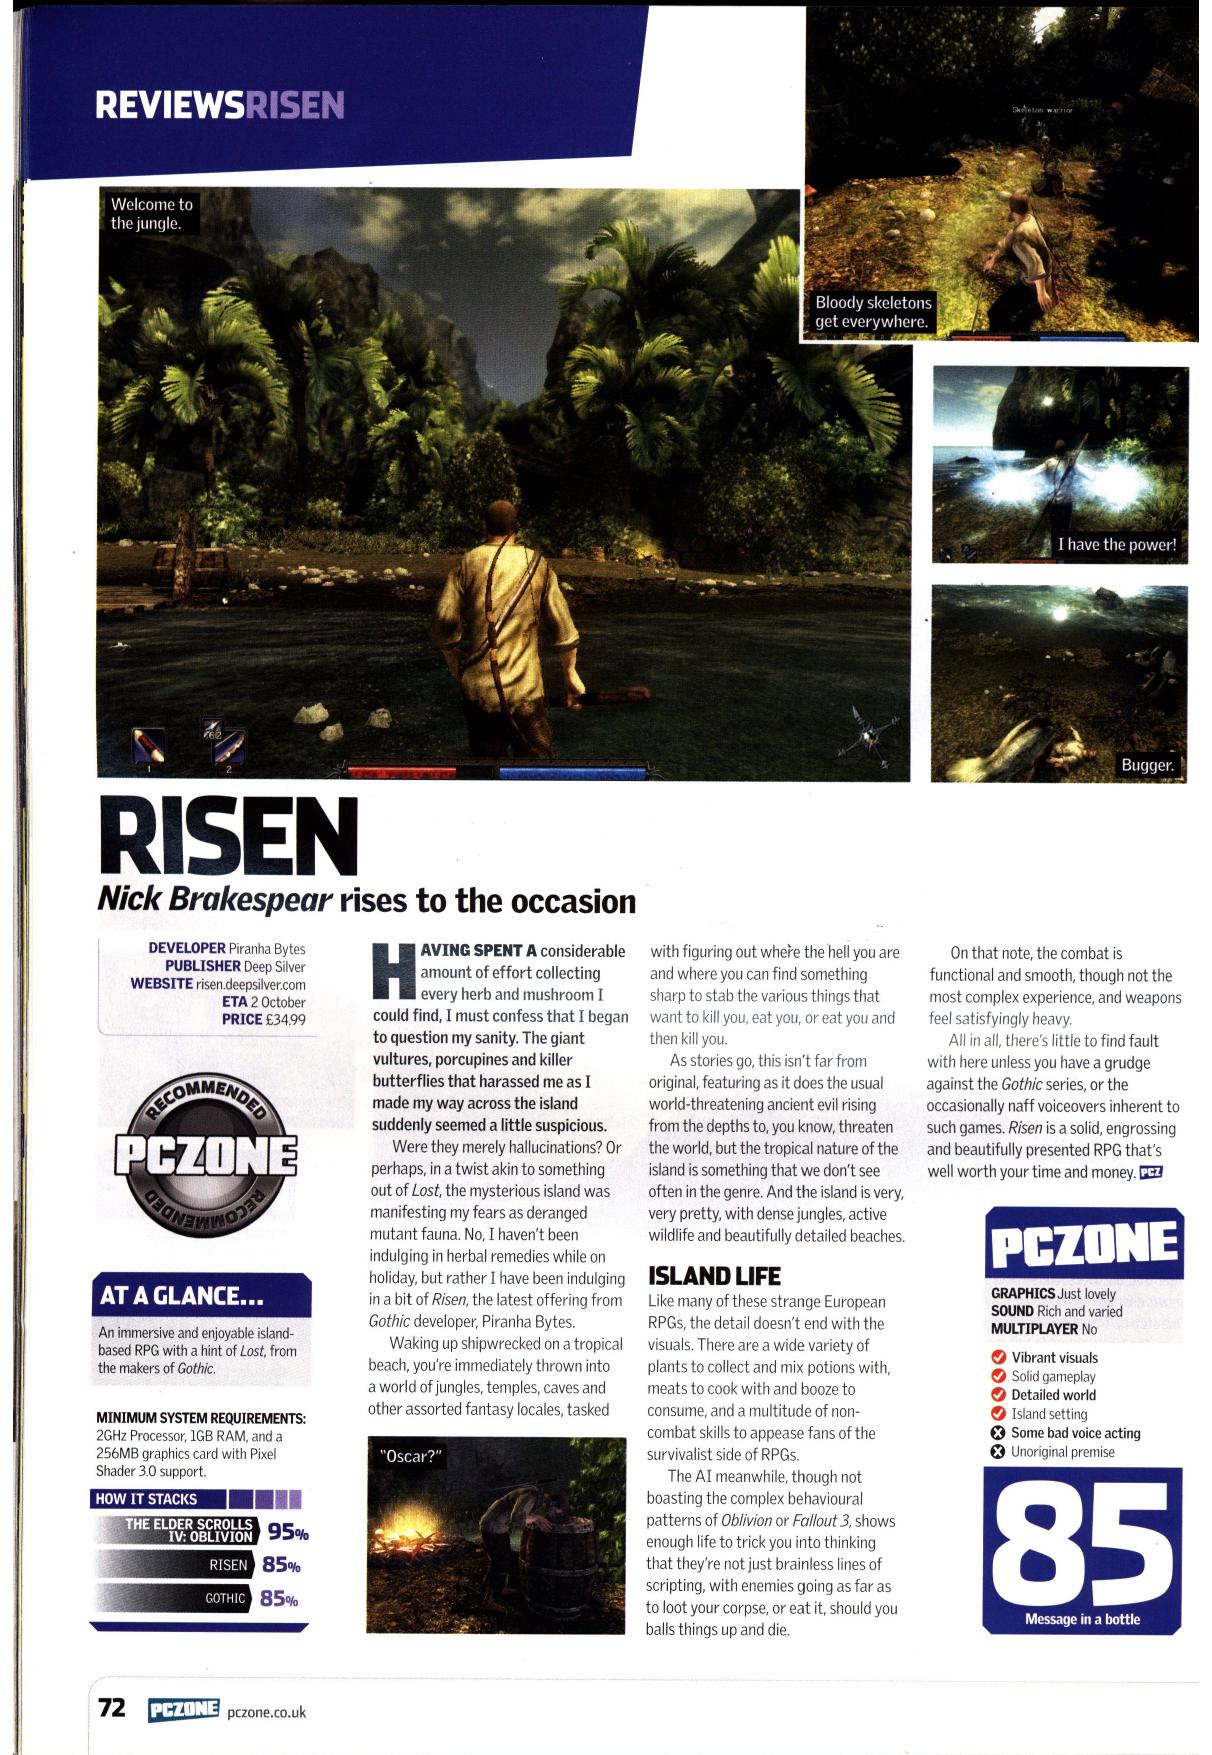 REVIEWSRISEN
Welcome to
the jungle.
Skeleton warrior
Bloody skeletons
get everywhere.
I have the power!
Bugger.
1
2
RISEN
Nick Brakespear rises to the occasion
DEVELOPER Piranha Bytes
PUBLISHER Deep Silver
WEBSITE risen.deepsilver.com
ETA 2 October
PRICE £34.99
RECOMMENDED
PCZONE
RECOMMENDED
AT A GLANCE...
An immersive and enjoyable island-
based RPG with a hint of Lost, from
the makers of Gothic.
MINIMUM SYSTEM REQUIREMENTS:
2GHz Processor, 1GB RAM, and a
256MB graphics card with Pixel
Shader 3.0 support.
HOW IT STACKS
THE ELDER SCROLLS
IV: OBLIVION 95%
RISEN 85%
GOTHIC 85%
HAVING SPENT A considerable
amount of effort collecting
every herb and mushroom I
could find, I must confess that I began
to question my sanity. The giant
vultures, porcupines and killer
butterflies that harassed me as I
made my way across the island
suddenly seemed a little suspicious.
Were they merely hallucinations? Or
perhaps, in a twist akin to something
out of Lost, the mysterious island was
manifesting my fears as deranged
mutant fauna. No, I haven't been
indulging in herbal remedies while on
holiday, but rather I have been indulging
in a bit of Risen, the latest offering from
Gothic developer, Piranha Bytes.
Waking up shipwrecked on a tropical
beach, you're immediately thrown into
a world of jungles, temples, caves and
other assorted fantasy locales, tasked
"Oscar?"
with figuring out where the hell you are
and where you can find something
sharp to stab the various things that
want to kill you, eat you, or eat you and
then kill you.
As stories go, this isn't far from
original, featuring as it does the usual
world-threatening ancient evil rising
from the depths to, you know, threaten
the world, but the tropical nature of the
island is something that we don't see
often in the genre. And the island is very,
very pretty, with dense jungles, active
wildlife and beautifully detailed beaches.
ISLAND LIFE
Like many of these strange European
RPGs, the detail doesn't end with the
visuals. There are a wide variety of
plants to collect and mix potions with,
meats to cook with and booze to
consume, and a multitude of non-
combat skills to appease fans of the
survivalist side of RPGs.
The AI meanwhile, though not
boasting the complex behavioural
patterns of Oblivion or Fallout 3, shows
enough life to trick you into thinking
that they're not just brainless lines of
scripting, with enemies going as far as
to loot your corpse, or eat it, should you
balls things up and die.
On that note, the combat is
functional and smooth, though not the
most complex experience, and weapons
feel satisfyingly heavy.
All in all, there's little to find fault
with here unless you have a grudge
against the Gothic series, or the
occasionally naff voiceovers inherent to
such games. Risen is a solid, engrossing
and beautifully presented RPG that's
well worth your time and money. PCZ
PCZONE
GRAPHICS Just lovely
SOUND Rich and varied
MULTIPLAYER No
Vibrant visuals
Solid gameplay
Detailed world
Island setting
Some bad voice acting
Unoriginal premise
85
Message in a bottle
72 PCZONE pczone.co.uk